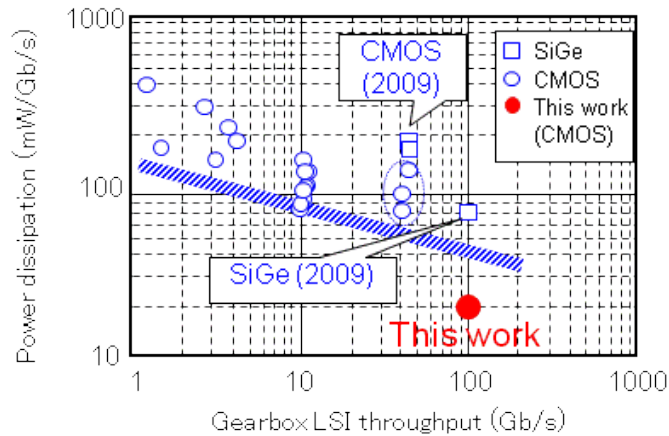 1000
100
10
Power dissipation (mW/Gb/s)
CMOS
(2009)
SiGe
CMOS
This work
(CMOS)
SiGe (2009)
This work
1 10 100 1000
Gearbox LSI throughput (Gb/s)